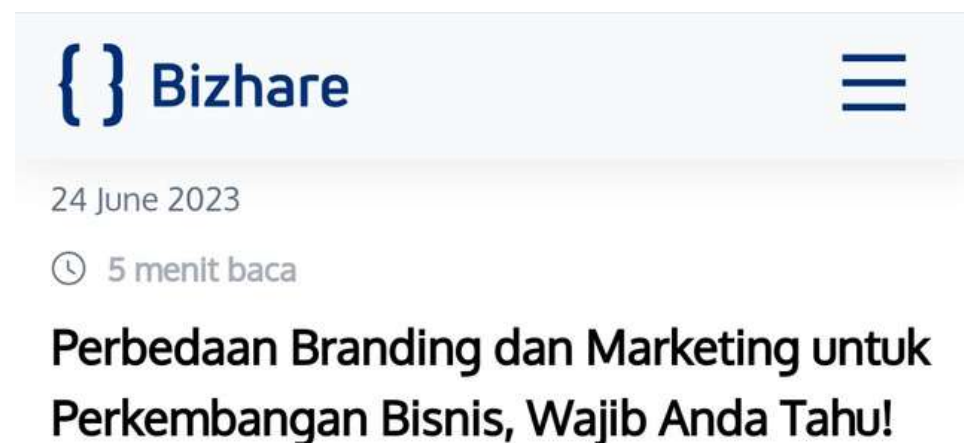 { } Bizhare
24 June 2023
5 menit baca
Perbedaan Branding dan Marketing untuk
Perkembangan Bisnis, Wajib Anda Tahu!